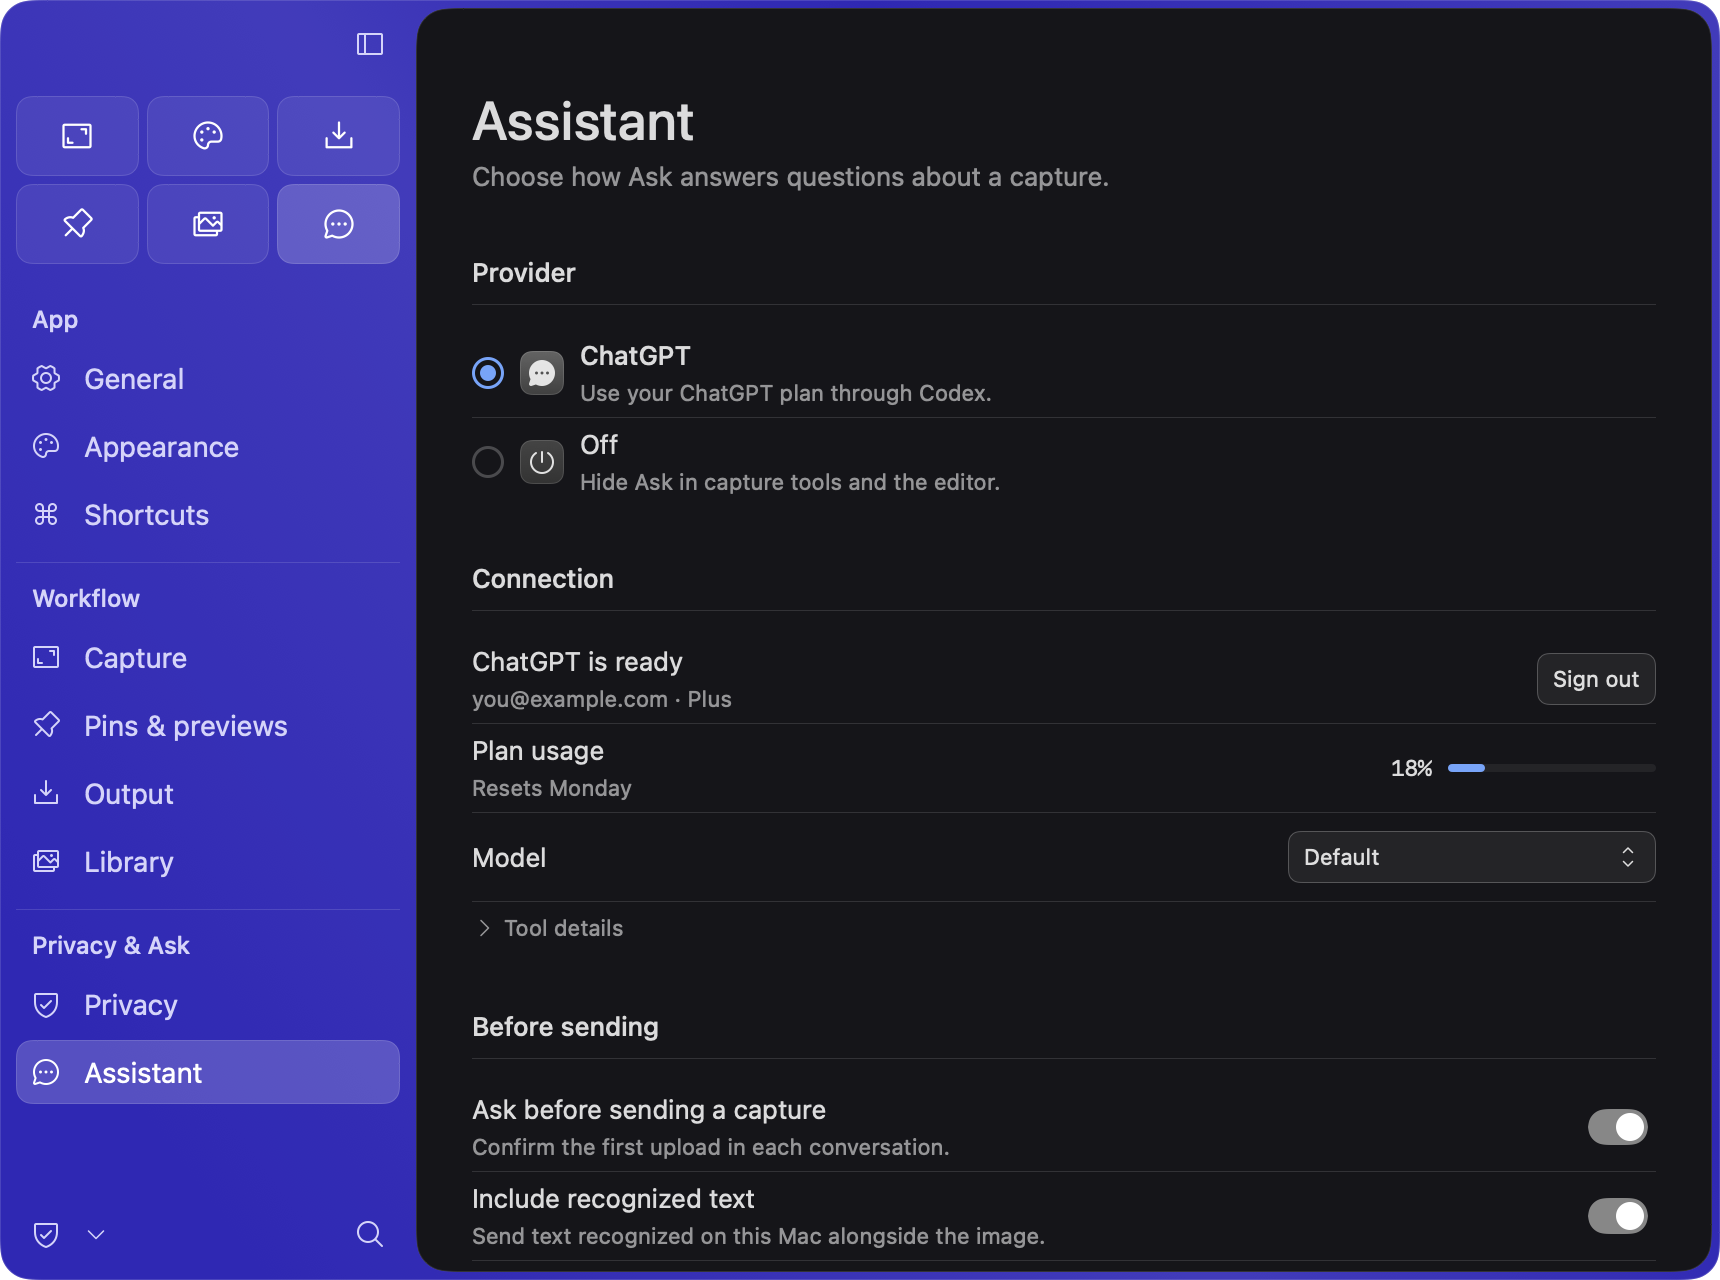 App
General
Appearance
Shortcuts
Workflow
Capture
Pins & previews
Output
Library
Privacy & Ask
Privacy
Assistant
Assistant
Choose how Ask answers questions about a capture.
Provider
ChatGPT
Use your ChatGPT plan through Codex.
Off
Hide Ask in capture tools and the editor.
Connection
ChatGPT is ready
you@example.com · Plus
Sign out
Plan usage
Resets Monday
18%
Model
Default
Tool details
Before sending
Ask before sending a capture
Confirm the first upload in each conversation.
Include recognized text
Send text recognized on this Mac alongside the image.